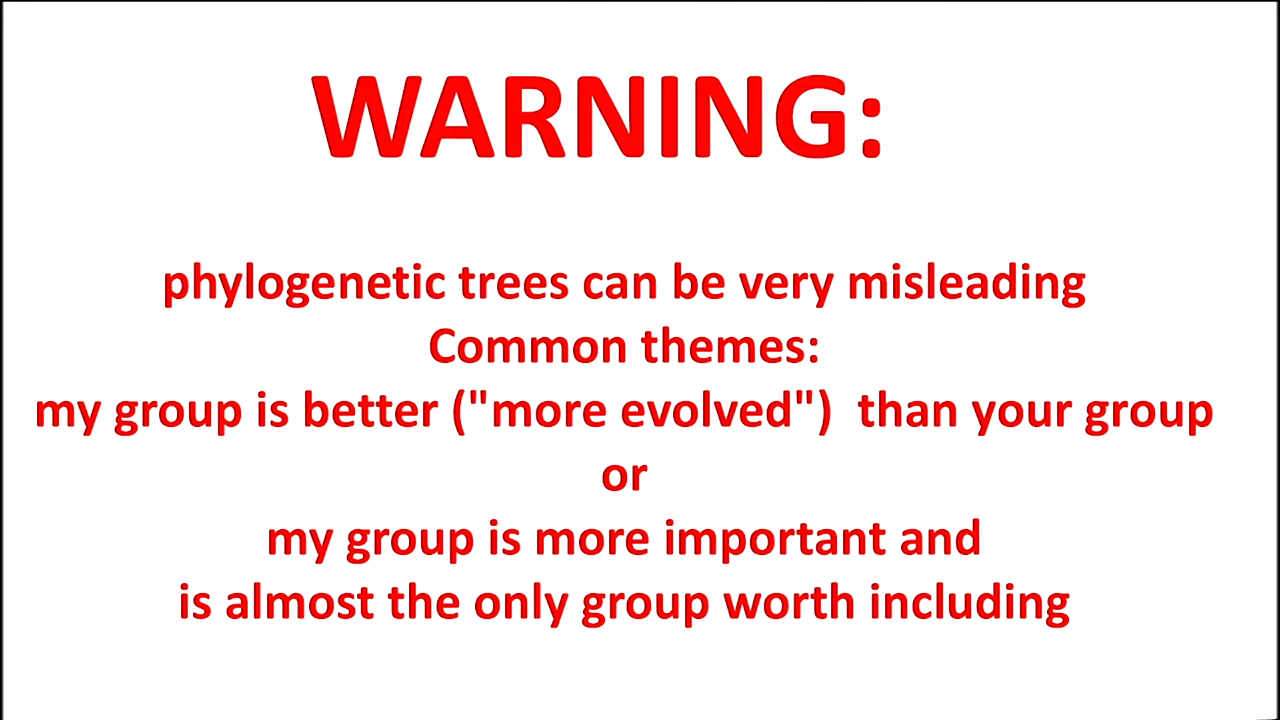 WARNING:
phylogenetic trees can be very misleading
Common themes:
my group is better ("more evolved")  than your group
or
my group is more important and
is almost the only group worth including